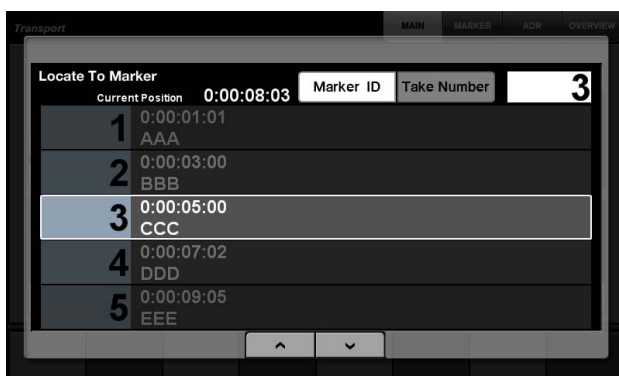 Transport MAIN MARKER ADR OVERVIEW
Locate To Marker
Current Position 0:00:08:03 Marker ID Take Number 3
1 0:00:01:01
AAA
2 0:00:03:00
BBB
3 0:00:05:00
CCC
4 0:00:07:02
DDD
5 0:00:09:05
EEE